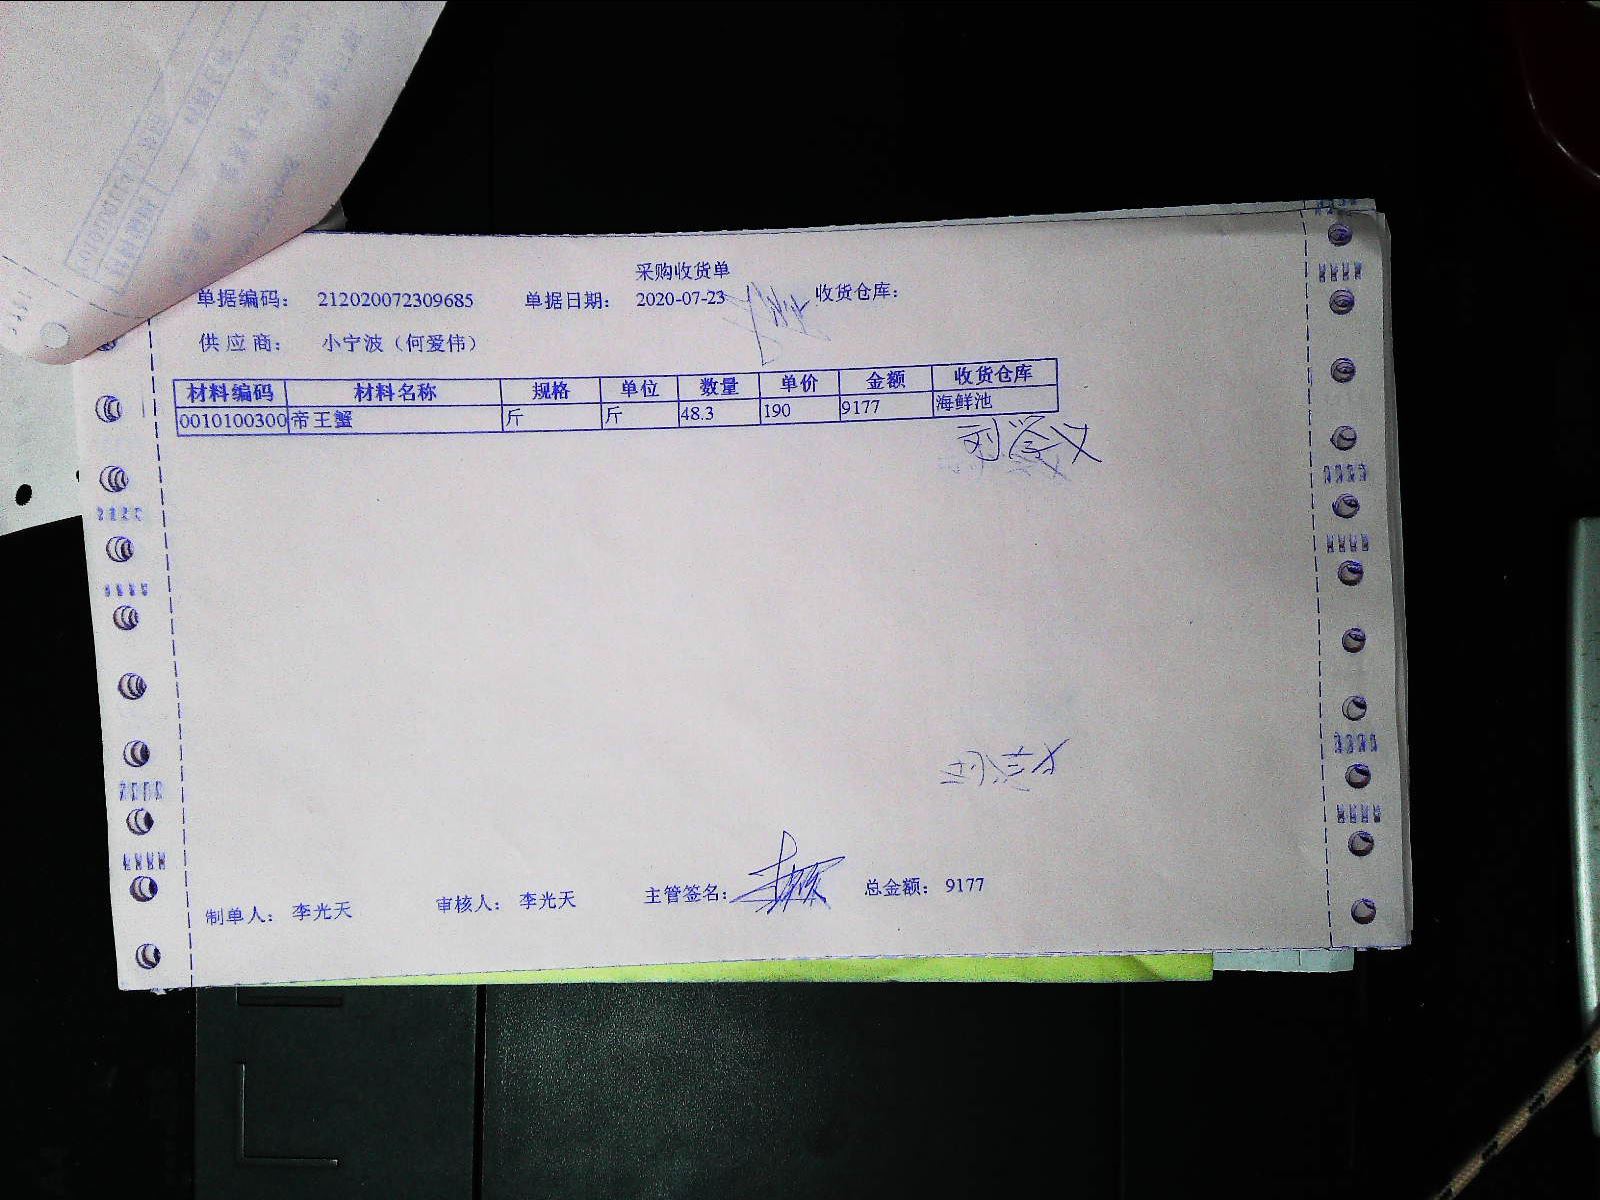 采购收货单
单据编码： 212020072309685 单据日期： 2020-07-23 收货仓库：
供 应 商： 小宁波（何爱伟）
材料编码 材料名称 规格 单位 数量 单价 金额 收货仓库
0010100300 帝王蟹 斤 斤 48.3 190 9177 海鲜池
制单人： 李光天 审核人： 李光天 主管签名： 总金额： 9177